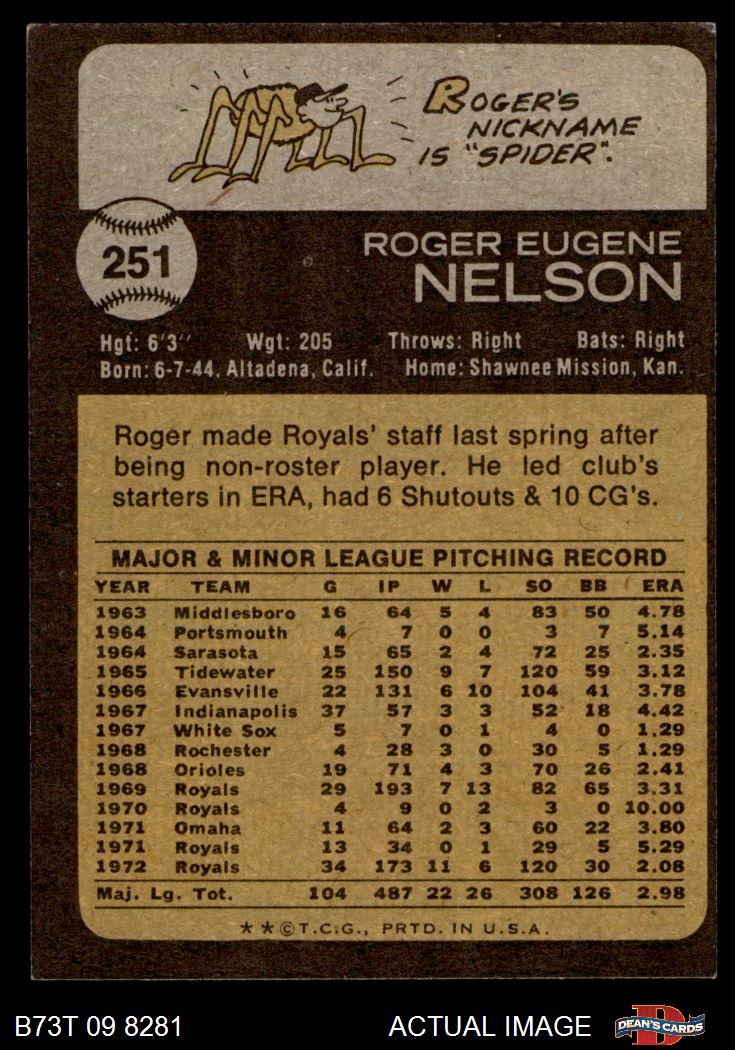 ROGER'S
NICKNAME
IS "SPIDER".
251
ROGER EUGENE
NELSON
Hgt: 6'3'' Wgt: 205 Throws: Right Bats: Right
Born: 6-7-44, Altadena, Calif. Home: Shawnee Mission, Kan.
Roger made Royals' staff last spring after
being non-roster player. He led club's
starters in ERA, had 6 Shutouts & 10 CG's.
MAJOR & MINOR LEAGUE PITCHING RECORD
YEAR TEAM G IP W L SO BB ERA
1963 Middlesboro 16 64 5 4 83 50 4.78
1964 Portsmouth 4 7 0 0 3 7 5.14
1964 Sarasota 15 65 2 4 72 25 2.35
1965 Tidewater 25 150 9 7 120 59 3.12
1966 Evansville 22 131 6 10 104 41 3.78
1967 Indianapolis 37 57 3 3 52 18 4.42
1967 White Sox 5 7 0 1 4 0 1.29
1968 Rochester 4 28 3 0 30 5 1.29
1968 Orioles 19 71 4 3 70 26 2.41
1969 Royals 29 193 7 13 82 65 3.31
1970 Royals 4 9 0 2 3 0 10.00
1971 Omaha 11 64 2 3 60 22 3.80
1971 Royals 13 34 0 1 29 5 5.29
1972 Royals 34 173 11 6 120 30 2.08
Maj. Lg. Tot. 104 487 22 26 308 126 2.98
**©T.C.G., PRTD. IN U.S.A.
B73T 09 8281 ACTUAL IMAGE D DEAN'S CARDS